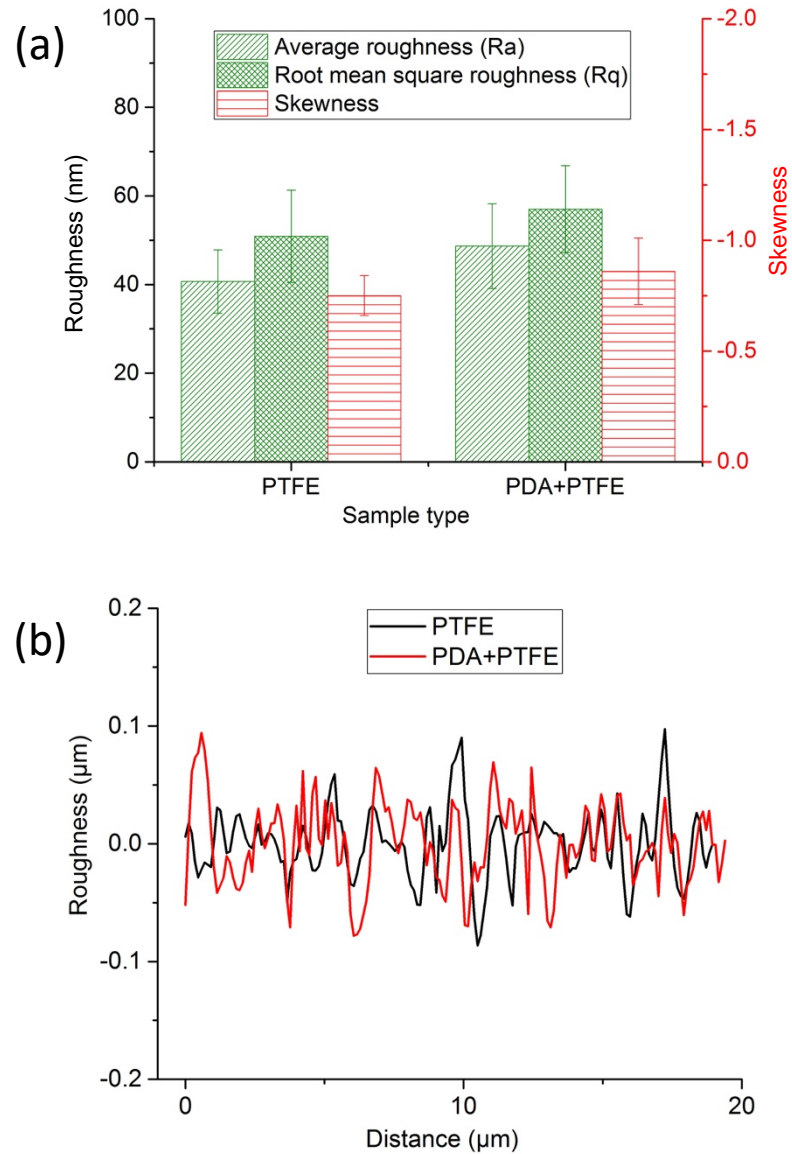 (a)
Average roughness (Ra)
Root mean square roughness (Rq)
Skewness
100
80
60
40
20
0
Roughness (nm)
-2.0
-1.5
-1.0
-0.5
0.0
Skewness
PTFE
PDA+PTFE
Sample type
(b)
PTFE
PDA+PTFE
0.2
0.1
0.0
-0.1
-0.2
Roughness (μm)
0
10
20
Distance (μm)